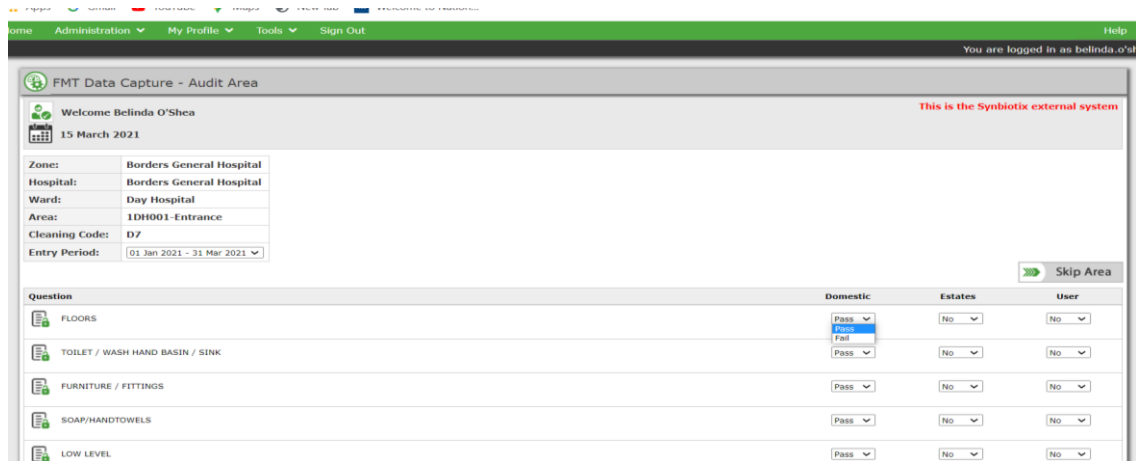 Apps Gmail YouTube Maps New Tab Welcome to Nation...
Home Administration My Profile Tools Sign Out Help
You are logged in as belinda.o'sh
FMT Data Capture - Audit Area
Welcome Belinda O'Shea This is the Synbiotix external system
15 March 2021
Zone: Borders General Hospital
Hospital: Borders General Hospital
Ward: Day Hospital
Area: 1DH001-Entrance
Cleaning Code: D7
Entry Period: 01 Jan 2021 - 31 Mar 2021
Skip Area
Question Domestic Estates User
FLOORS Pass No No
Pass
Fail
TOILET / WASH HAND BASIN / SINK Pass No No
FURNITURE / FITTINGS Pass No No
SOAP/HANDTOWELS Pass No No
LOW LEVEL Pass No No